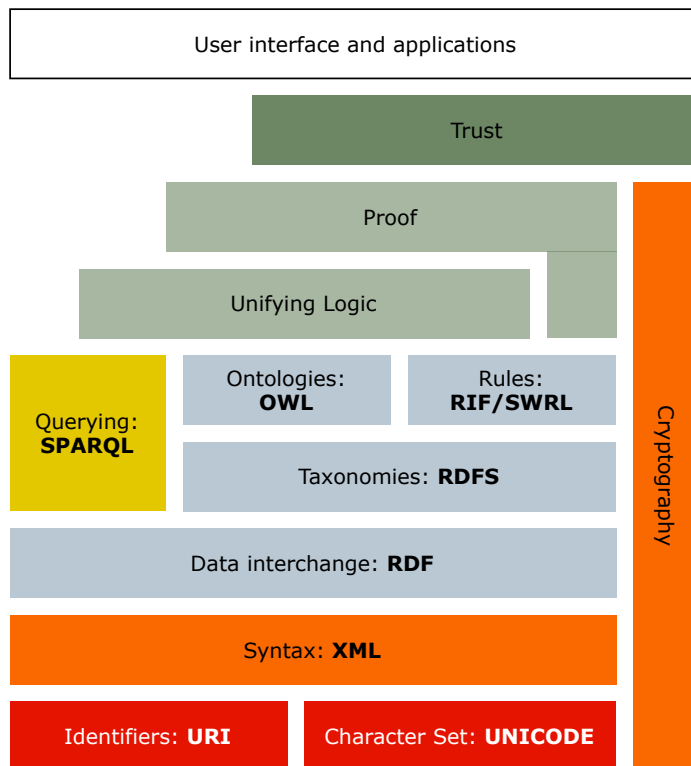 User interface and applications
Trust
Proof
Unifying Logic
Ontologies:
OWL
Rules:
RIF/SWRL
Querying:
SPARQL
Taxonomies: RDFS
Cryptography
Data interchange: RDF
Syntax: XML
Identifiers: URI
Character Set: UNICODE